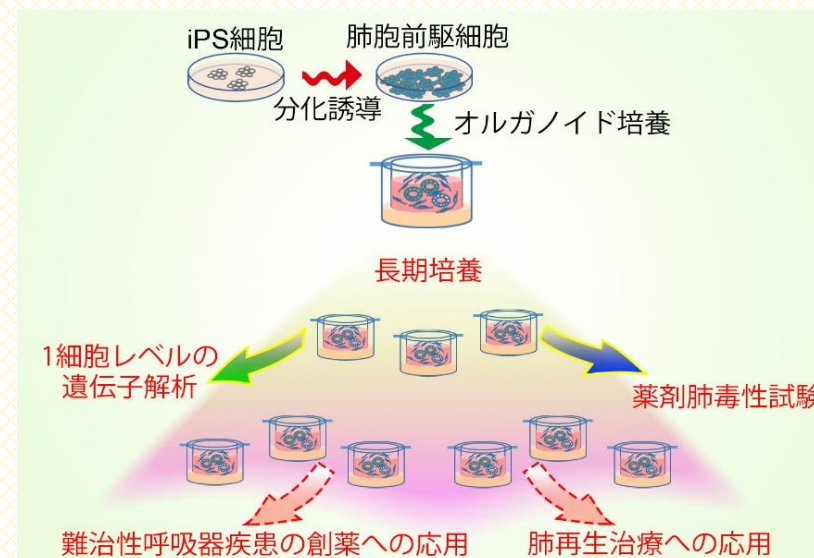 iPS細胞
肺胞前駆細胞
分化誘導
オルガノイド培養
長期培養
1細胞レベルの
遺伝子解析
薬剤肺毒性試験
難治性呼吸器疾患の創薬への応用
肺再生治療への応用